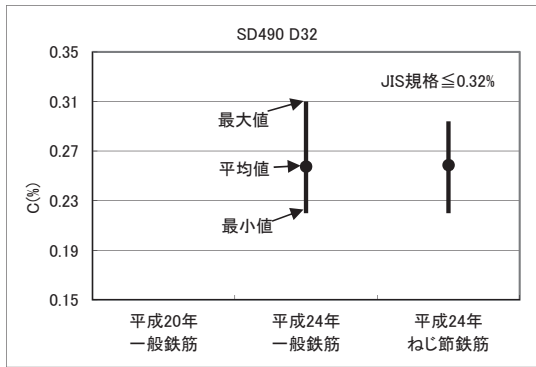 SD490 D32
JIS規格≦0.32%
C(%)
0.35
0.31
0.27
0.23
0.19
0.15
最大値
平均値
最小値
平成20年
一般鉄筋
平成24年
一般鉄筋
平成24年
ねじ節鉄筋